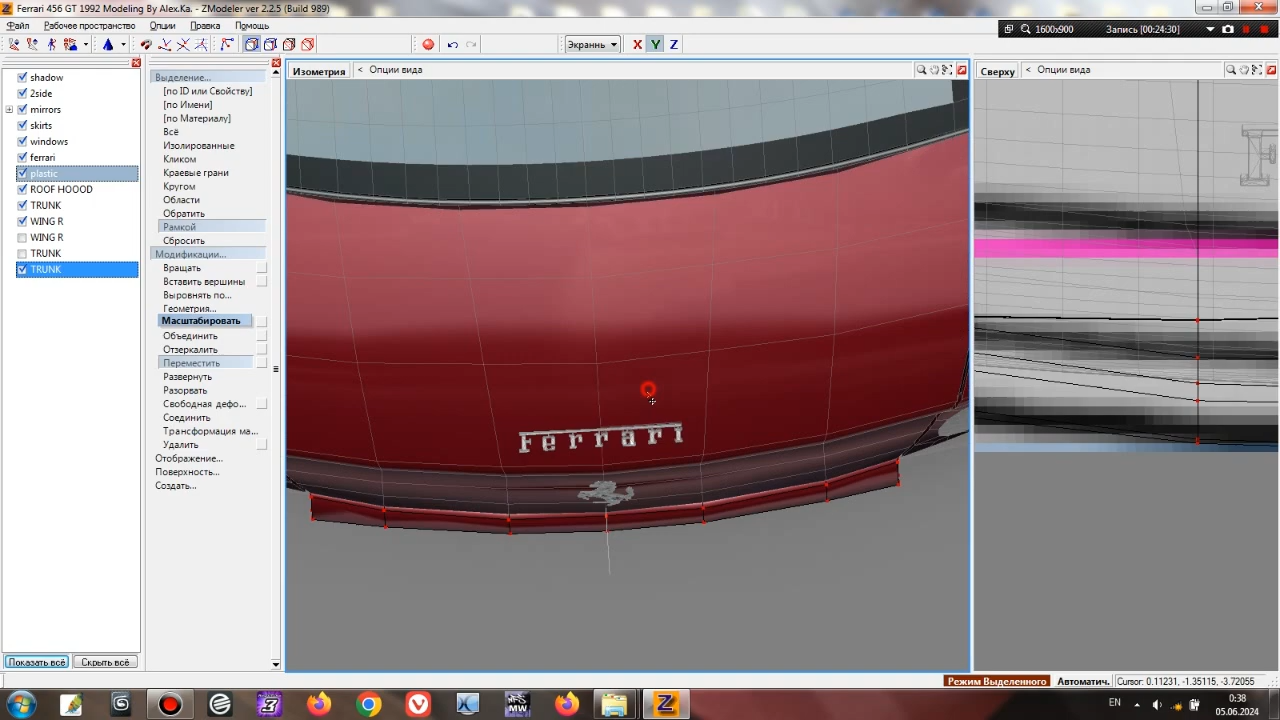 Ferrari 456 GT 1992 Modeling By Alex.Ka. - ZModeler ver 2.2.5 (Build 989)
Файл Рабочее пространство Опции Правка Помощь
1600x900 Запись [00:24:30]
Экраннь X Y Z
Изометрия < Опции вида
Сверху < Опции вида
shadow
2side
mirrors
skirts
windows
ferrari
plastic
ROOF HOOOD
TRUNK
WING R
WING R
TRUNK
TRUNK
Выделение...
[по ID или Свойству]
[по Имени]
[по Материалу]
Всё
Изолированные
Кликом
Краевые грани
Кругом
Области
Обратить
Рамкой
Сбросить
Модификации...
Вращать
Вставить вершины
Выровнять по...
Геометрия...
Масштабировать
Объединить
Отзеркалить
Переместить
Развернуть
Разорвать
Свободная дефо...
Соединить
Трансформация ма...
Удалить
Отображение...
Поверхность...
Создать...
Ferrari
Показать всё Скрыть всё
Режим Выделенного Автоматич. Cursor: 0.11231, -1.35115, -3.72055
MW
EN 0:38
05.06.2024